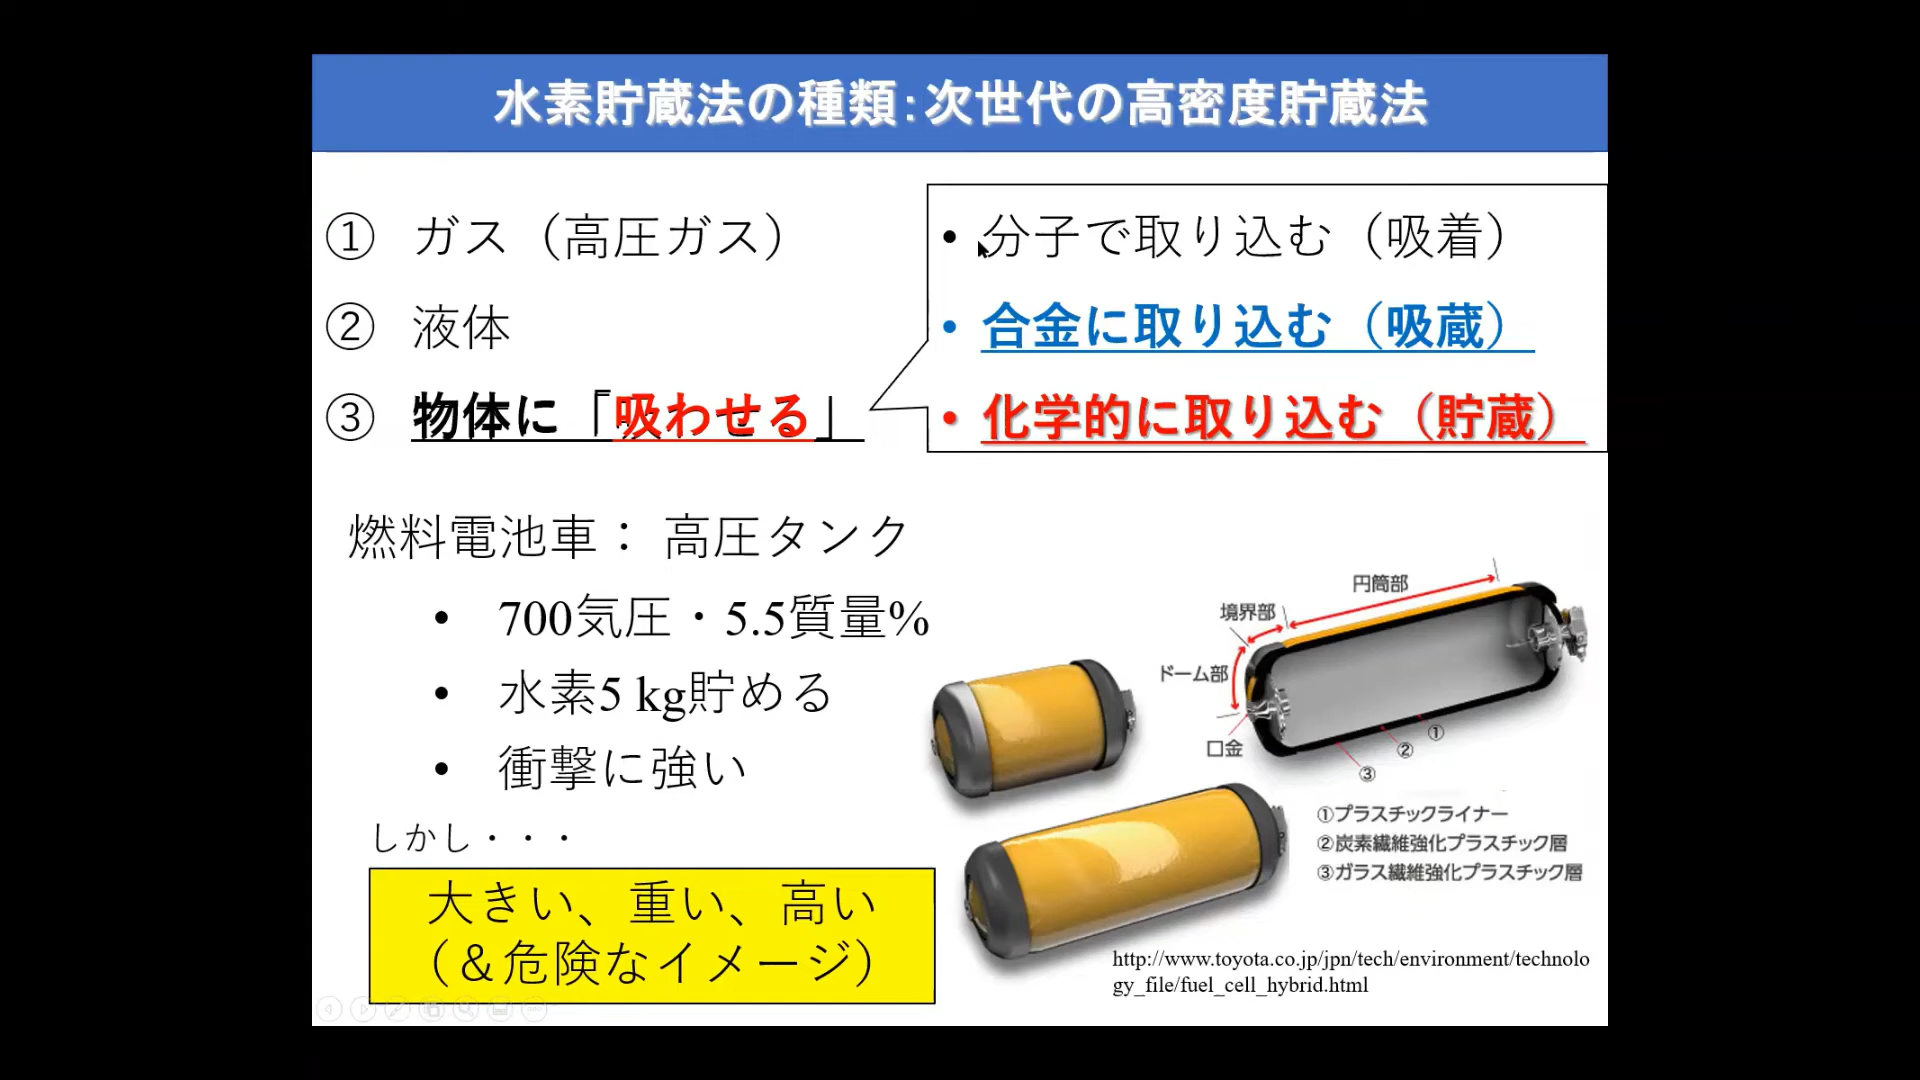 水素貯蔵法の種類：次世代の高密度貯蔵法
① ガス（高圧ガス）
② 液体
③ 物体に「吸わせる」
• 分子で取り込む（吸着）
• 合金に取り込む（吸蔵）
• 化学的に取り込む（貯蔵）
燃料電池車： 高圧タンク
• 700気圧・5.5質量%
• 水素5 kg貯める
• 衝撃に強い
しかし・・・
大きい、重い、高い
（＆危険なイメージ）
円筒部
境界部
ドーム部
口金
①
②
③
①プラスチックライナー
②炭素繊維強化プラスチック層
③ガラス繊維強化プラスチック層
http://www.toyota.co.jp/jpn/tech/environment/technolo
gy_file/fuel_cell_hybrid.html